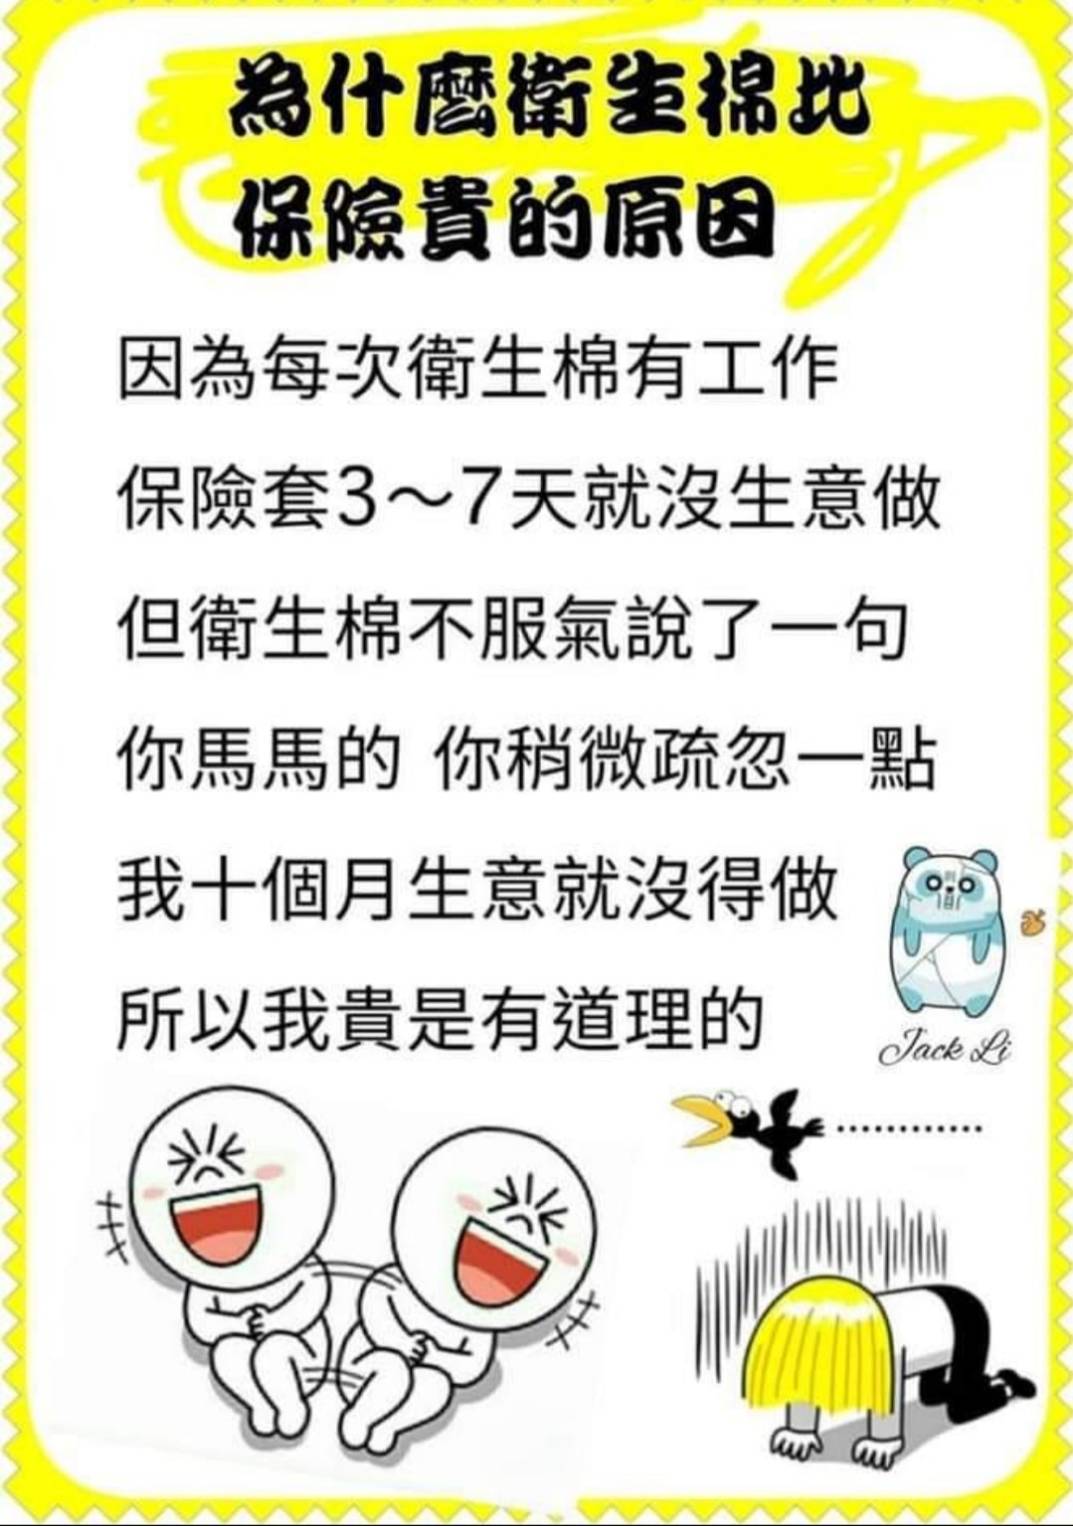 為什麼衛生棉比
保險貴的原因
因為每次衛生棉有工作
保險套3～7天就沒生意做
但衛生棉不服氣說了一句
你馬馬的 你稍微疏忽一點
我十個月生意就沒得做
所以我貴是有道理的
Jack Li